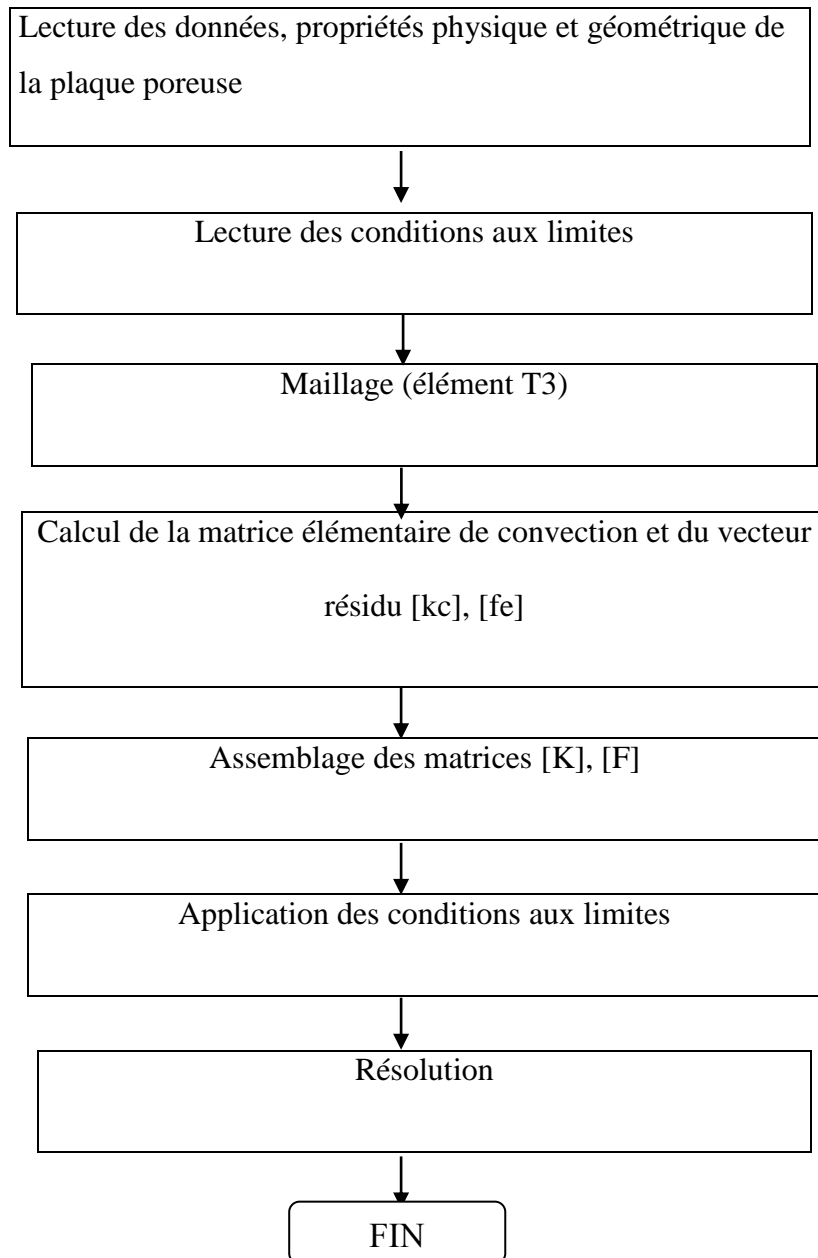 Lecture des données, propriétés physique et géométrique de
la plaque poreuse
Lecture des conditions aux limites
Maillage (élément T3)
Calcul de la matrice élémentaire de convection et du vecteur
résidu [kc], [fe]
Assemblage des matrices [K], [F]
Application des conditions aux limites
Résolution
FIN